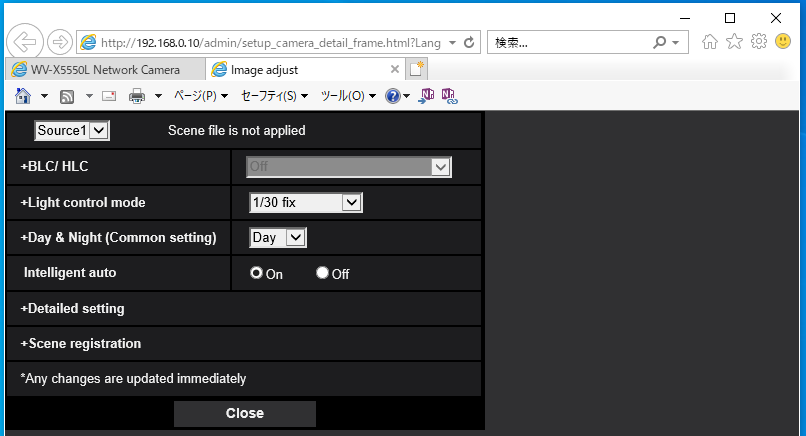 http://192.168.0.10/admin/setup_camera_detail_frame.html?Lang
検索...
WV-X5550L Network Camera
Image adjust
ページ(P)
セーフティ(S)
ツール(O)
Source1
Scene file is not applied
+BLC/ HLC
Off
+Light control mode
1/30 fix
+Day & Night (Common setting)
Day
Intelligent auto
On
Off
+Detailed setting
+Scene registration
*Any changes are updated immediately
Close